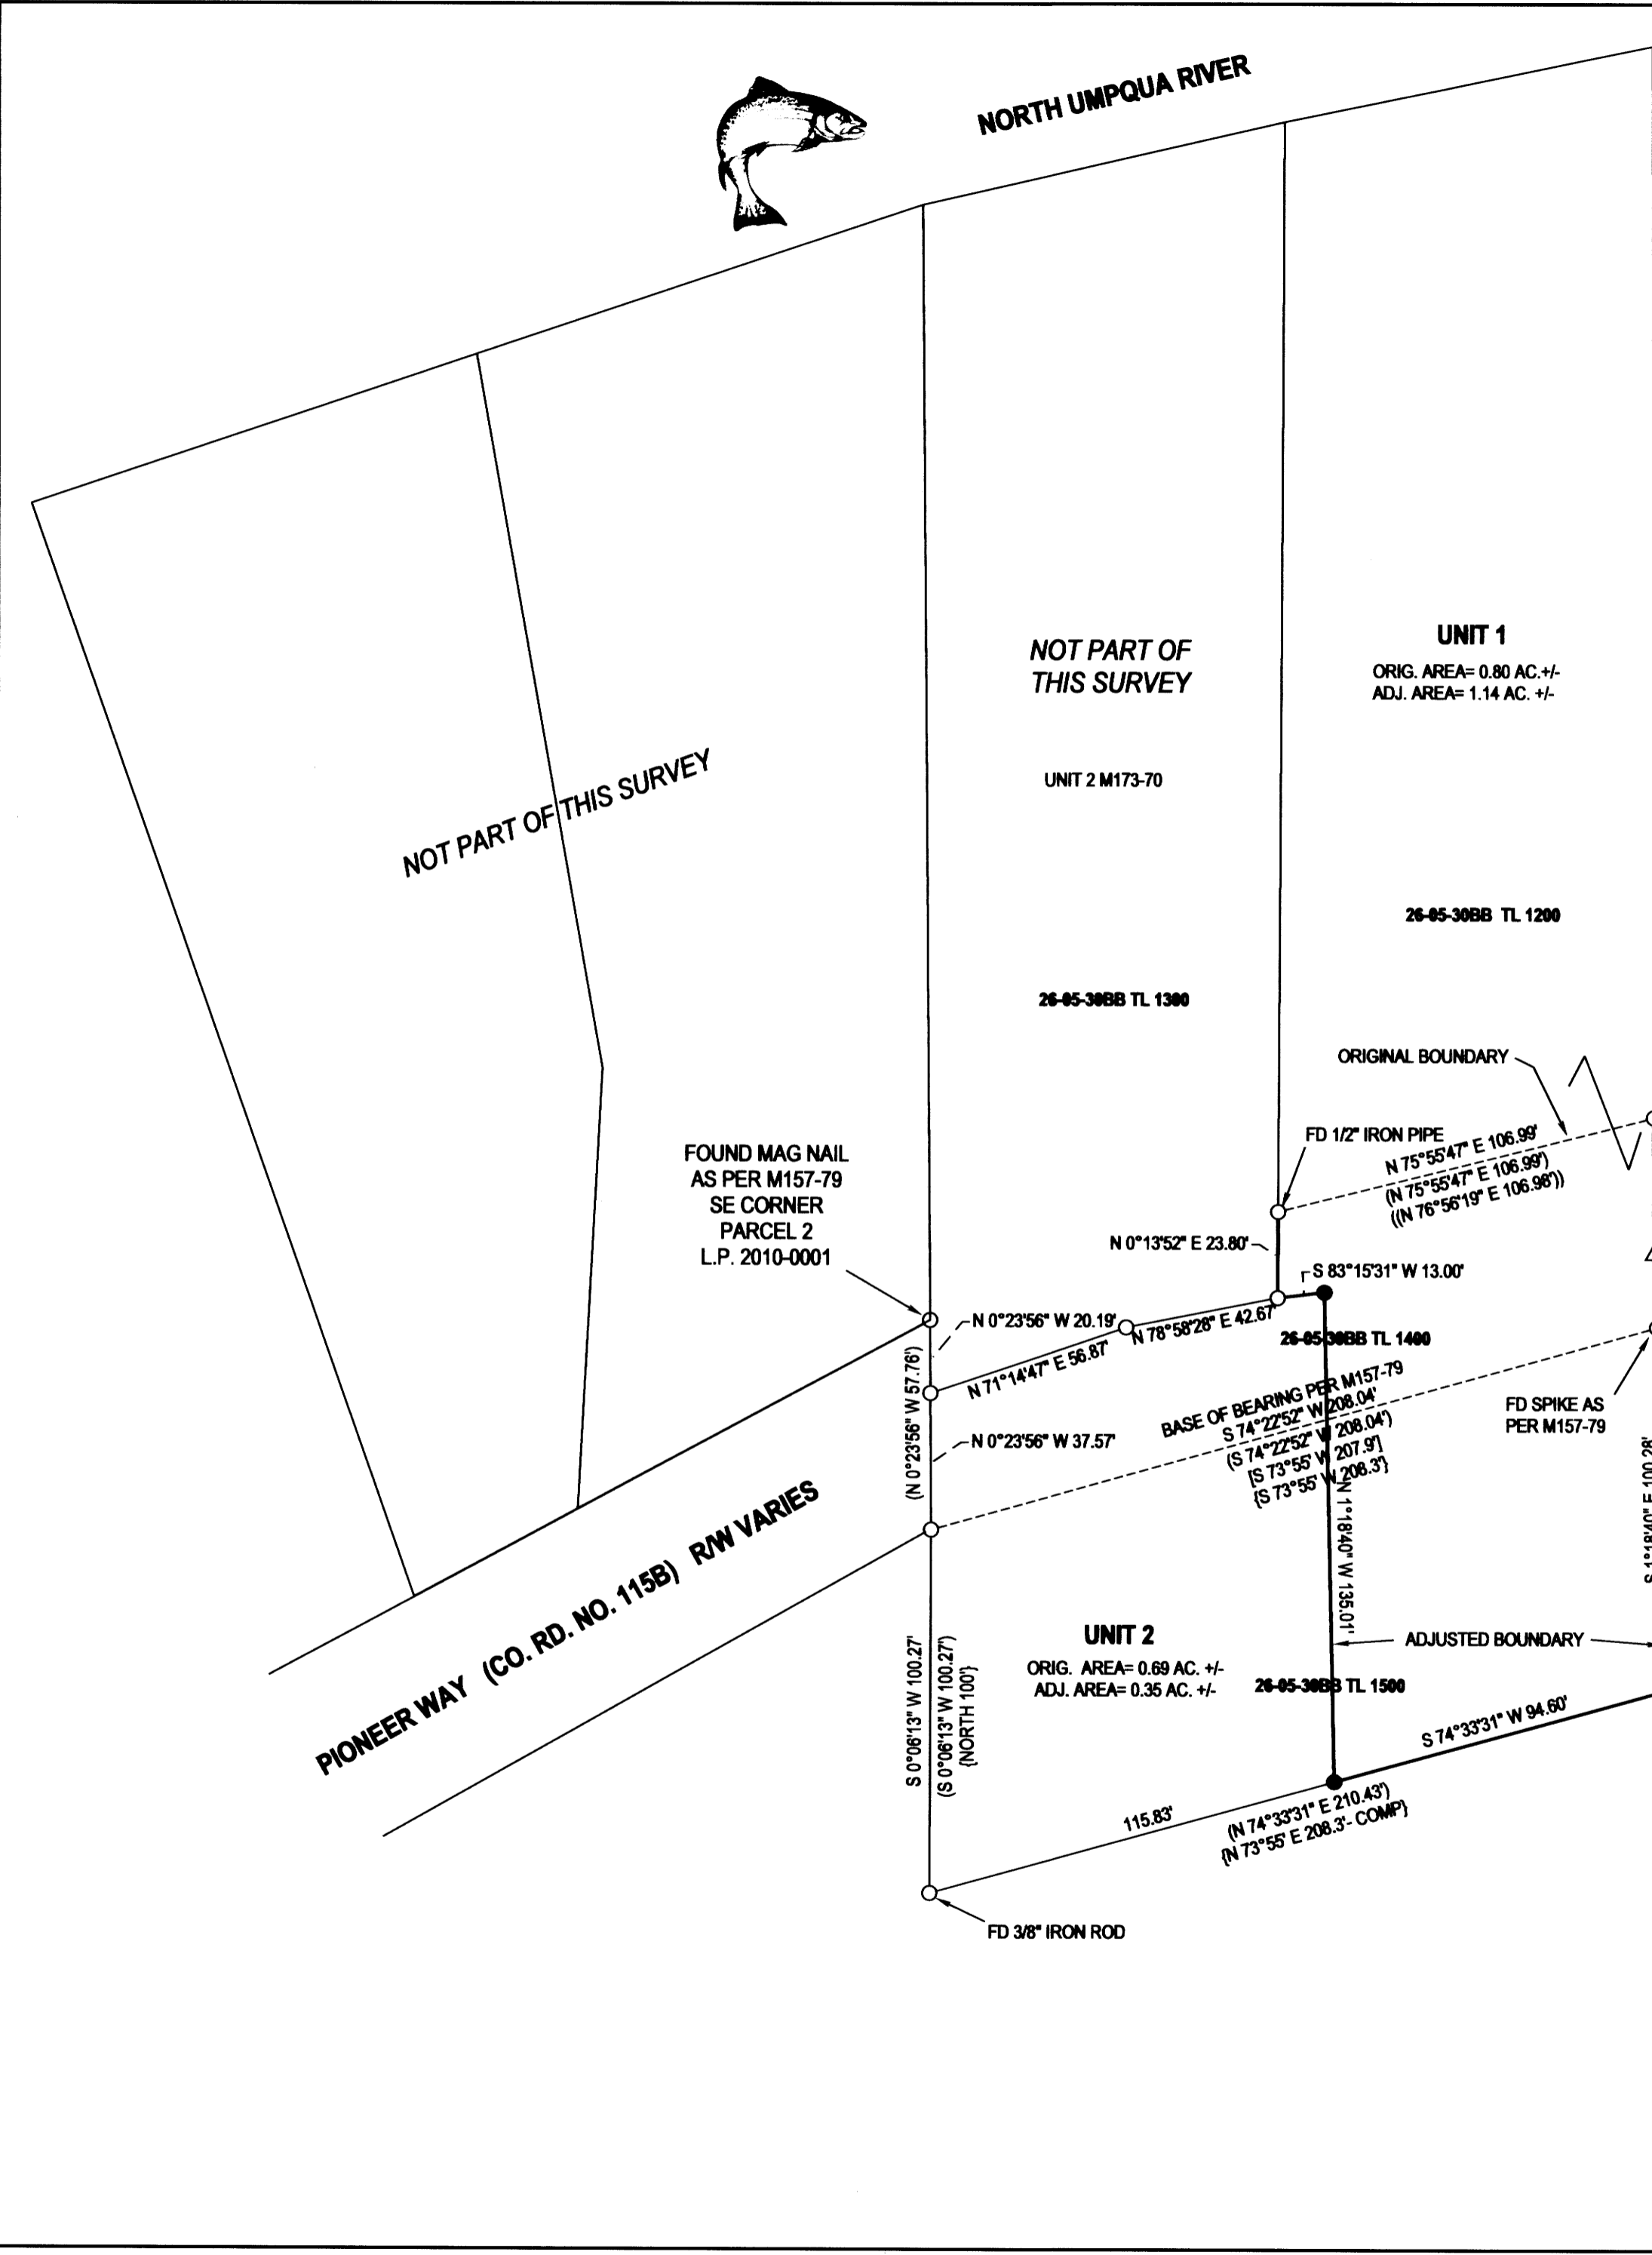 NORTH UMPQUA RIVER
NOT PART OF
THIS SURVEY
UNIT 1
ORIG. AREA= 0.80 AC.+/-
ADJ. AREA= 1.14 AC. +/-
UNIT 2 M173-70
NOT PART OF THIS SURVEY
26-05-30BB TL 1200
26-05-30BB TL 1300
ORIGINAL BOUNDARY
FD 1/2" IRON PIPE
N 75°55'47" E 106.99'
(N 75°55'47" E 106.99')
((N 76°56'19" E 106.98'))
FOUND MAG NAIL
AS PER M157-79
SE CORNER
PARCEL 2
L.P. 2010-0001
N 0°13'52" E 23.80'
S 83°15'31" W 13.00'
N 0°23'56" W 20.19'
N 78°58'28" E 42.67'
26-05-30BB TL 1400
N 71°14'47" E 56.87'
(N 0°23'56" W 57.76')
BASE OF BEARING PER M157-79
S 74°22'52" W 208.04'
(S 74°22'52" W 208.04')
[S 73°55' W 207.9']
{S 73°55' W 208.3'}
FD SPIKE AS
PER M157-79
N 0°23'56" W 37.57'
S 1°18'40" E 100.28'
N 1°18'40" W 135.01'
PIONEER WAY (CO. RD. NO. 115B) R/W VARIES
UNIT 2
ORIG. AREA= 0.69 AC. +/-
ADJ. AREA= 0.35 AC. +/-
ADJUSTED BOUNDARY
26-05-30BB TL 1500
S 0°06'13" W 100.27'
(S 0°06'13" W 100.27')
{NORTH 100'}
S 74°33'31" W 94.60'
115.83'
(N 74°33'31" E 210.43')
{N 73°55' E 208.3'- COMP}
FD 3/8" IRON ROD